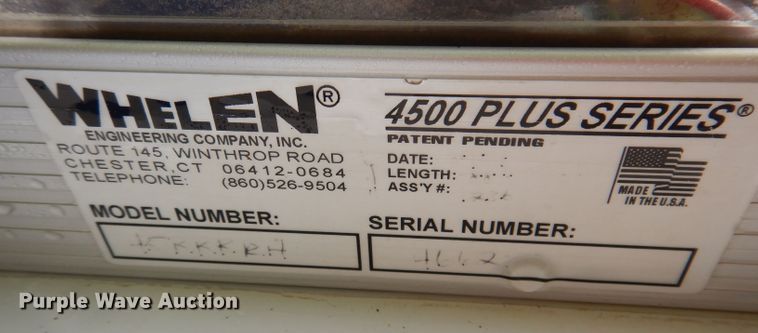 WHELEN®
ENGINEERING COMPANY, INC.
ROUTE 145, WINTHROP ROAD
CHESTER, CT 06412-0684
TELEPHONE: (860)526-9504
4500 PLUS SERIES®
PATENT PENDING
DATE:
LENGTH:
ASS'Y #:
MADE
IN THE U.S.A.
MODEL NUMBER:
SERIAL NUMBER:
Purple Wave Auction